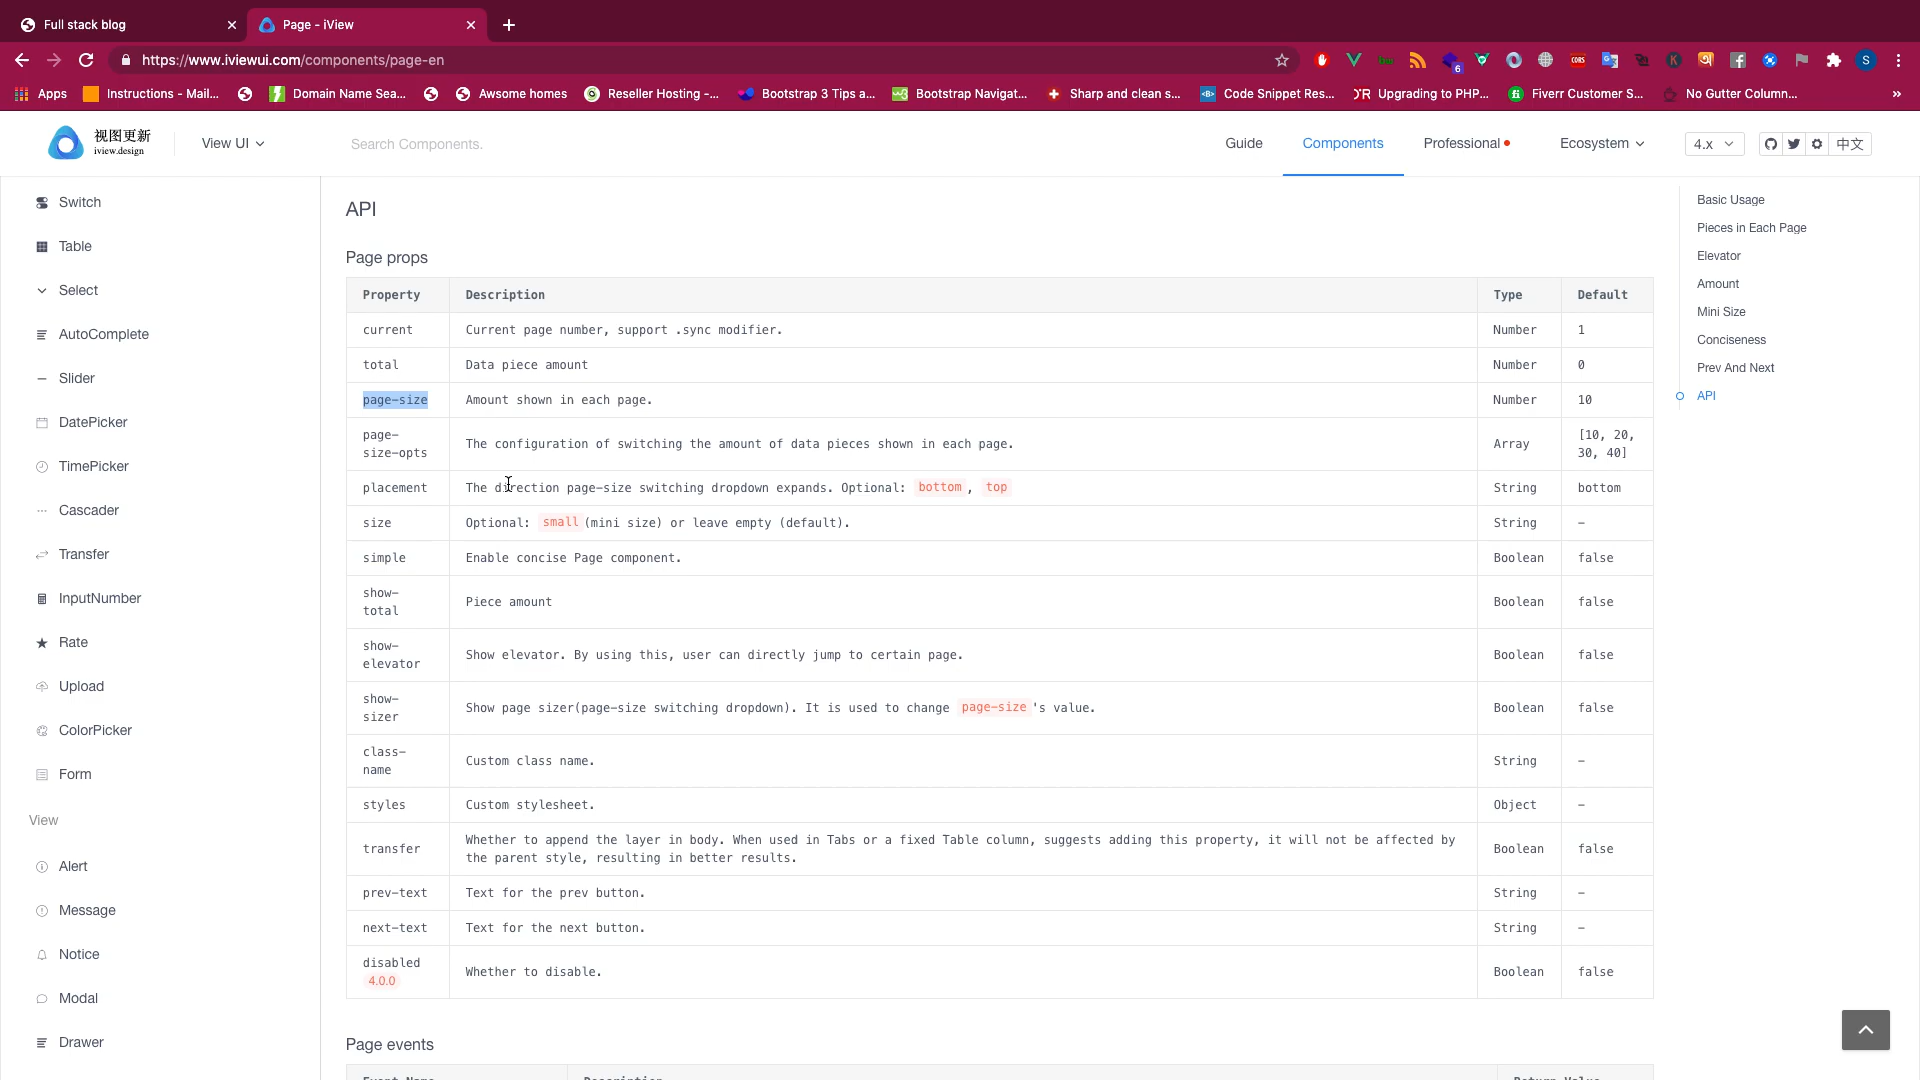 Full stack blog
Page - iView
https://www.iviewui.com/components/page-en
Apps
Instructions - Mail...
Domain Name Sea...
Awsome homes
Reseller Hosting -...
Bootstrap 3 Tips a...
Bootstrap Navigat...
Sharp and clean s...
Code Snippet Res...
Upgrading to PHP...
Fiverr Customer S...
No Gutter Column...
»
视图更新
iview.design
View UI
Search Components.
Guide
Components
Professional
Ecosystem
4.x
中文
Switch
Table
Select
AutoComplete
Slider
DatePicker
TimePicker
Cascader
Transfer
InputNumber
Rate
Upload
ColorPicker
Form
View
Alert
Message
Notice
Modal
Drawer
API
Page props
Property Description Type Default
current Current page number, support .sync modifier. Number 1
total Data piece amount Number 0
page-size Amount shown in each page. Number 10
page-
size-opts The configuration of switching the amount of data pieces shown in each page. Array [10, 20,
30, 40]
placement The direction page-size switching dropdown expands. Optional: bottom , top String bottom
size Optional: small (mini size) or leave empty (default). String -
simple Enable concise Page component. Boolean false
show-
total Piece amount Boolean false
show-
elevator Show elevator. By using this, user can directly jump to certain page. Boolean false
show-
sizer Show page sizer(page-size switching dropdown). It is used to change page-size 's value. Boolean false
class-
name Custom class name. String -
styles Custom stylesheet. Object -
transfer Whether to append the layer in body. When used in Tabs or a fixed Table column, suggests adding this property, it will not be affected by
the parent style, resulting in better results. Boolean false
prev-text Text for the prev button. String -
next-text Text for the next button. String -
disabled
4.0.0 Whether to disable. Boolean false
Page events
Event Name Description Return Value
Basic Usage
Pieces in Each Page
Elevator
Amount
Mini Size
Conciseness
Prev And Next
API